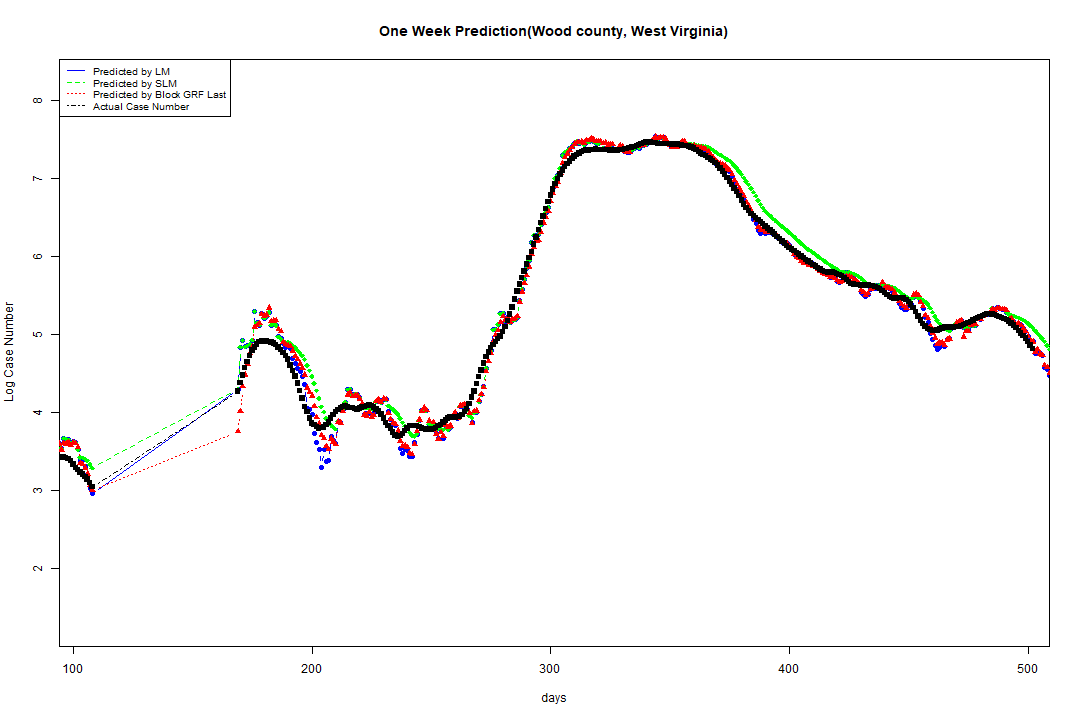 One Week Prediction(Wood county, West Virginia)
Predicted by LM
Predicted by SLM
Predicted by Block GRF Last
Actual Case Number
8
7
6
5
4
3
2
Log Case Number
100 200 300 400 500
days